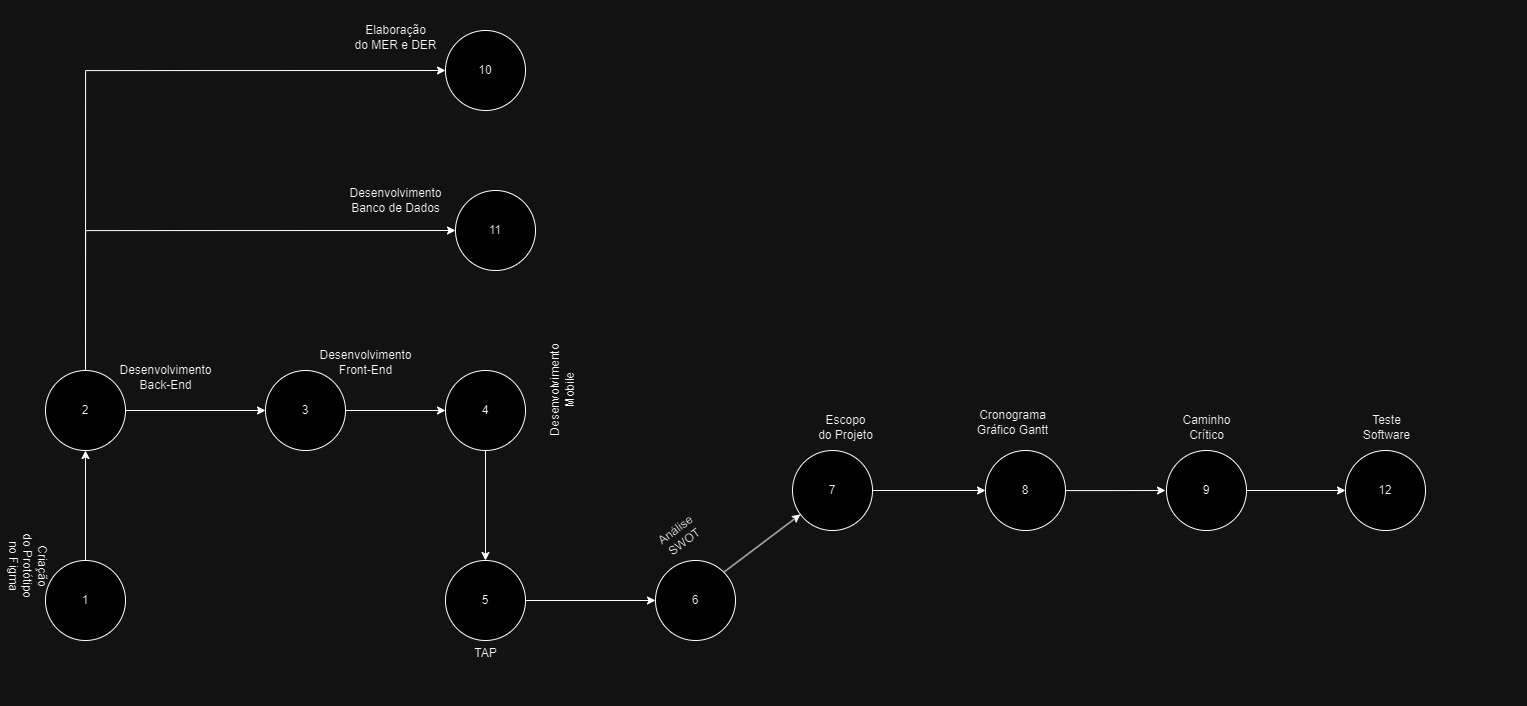 Elaboração
do MER e DER
10
Desenvolvimento
Banco de Dados
11
Desenvolvimento
Back-End
2
Desenvolvimento
Front-End
3
4
Desenvolvimento
Mobile
Criação
do Protótipo
no Figma
1
5
TAP
Análise
SWOT
6
Escopo
do Projeto
7
Cronograma
Gráfico Gantt
8
Caminho
Crítico
9
Teste
Software
12